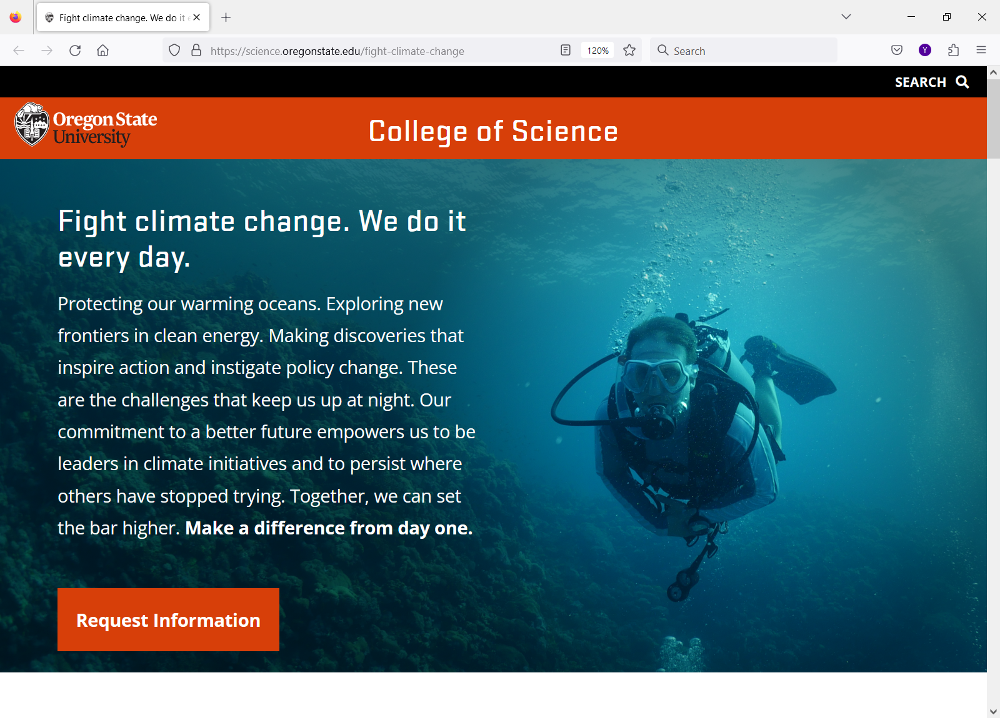 Fight climate change. We do it
https://science.oregonstate.edu/fight-climate-change
120%
Search
Y
SEARCH
Oregon State
University
College of Science
Fight climate change. We do it
every day.
Protecting our warming oceans. Exploring new
frontiers in clean energy. Making discoveries that
inspire action and instigate policy change. These
are the challenges that keep us up at night. Our
commitment to a better future empowers us to be
leaders in climate initiatives and to persist where
others have stopped trying. Together, we can set
the bar higher. Make a difference from day one.
Request Information